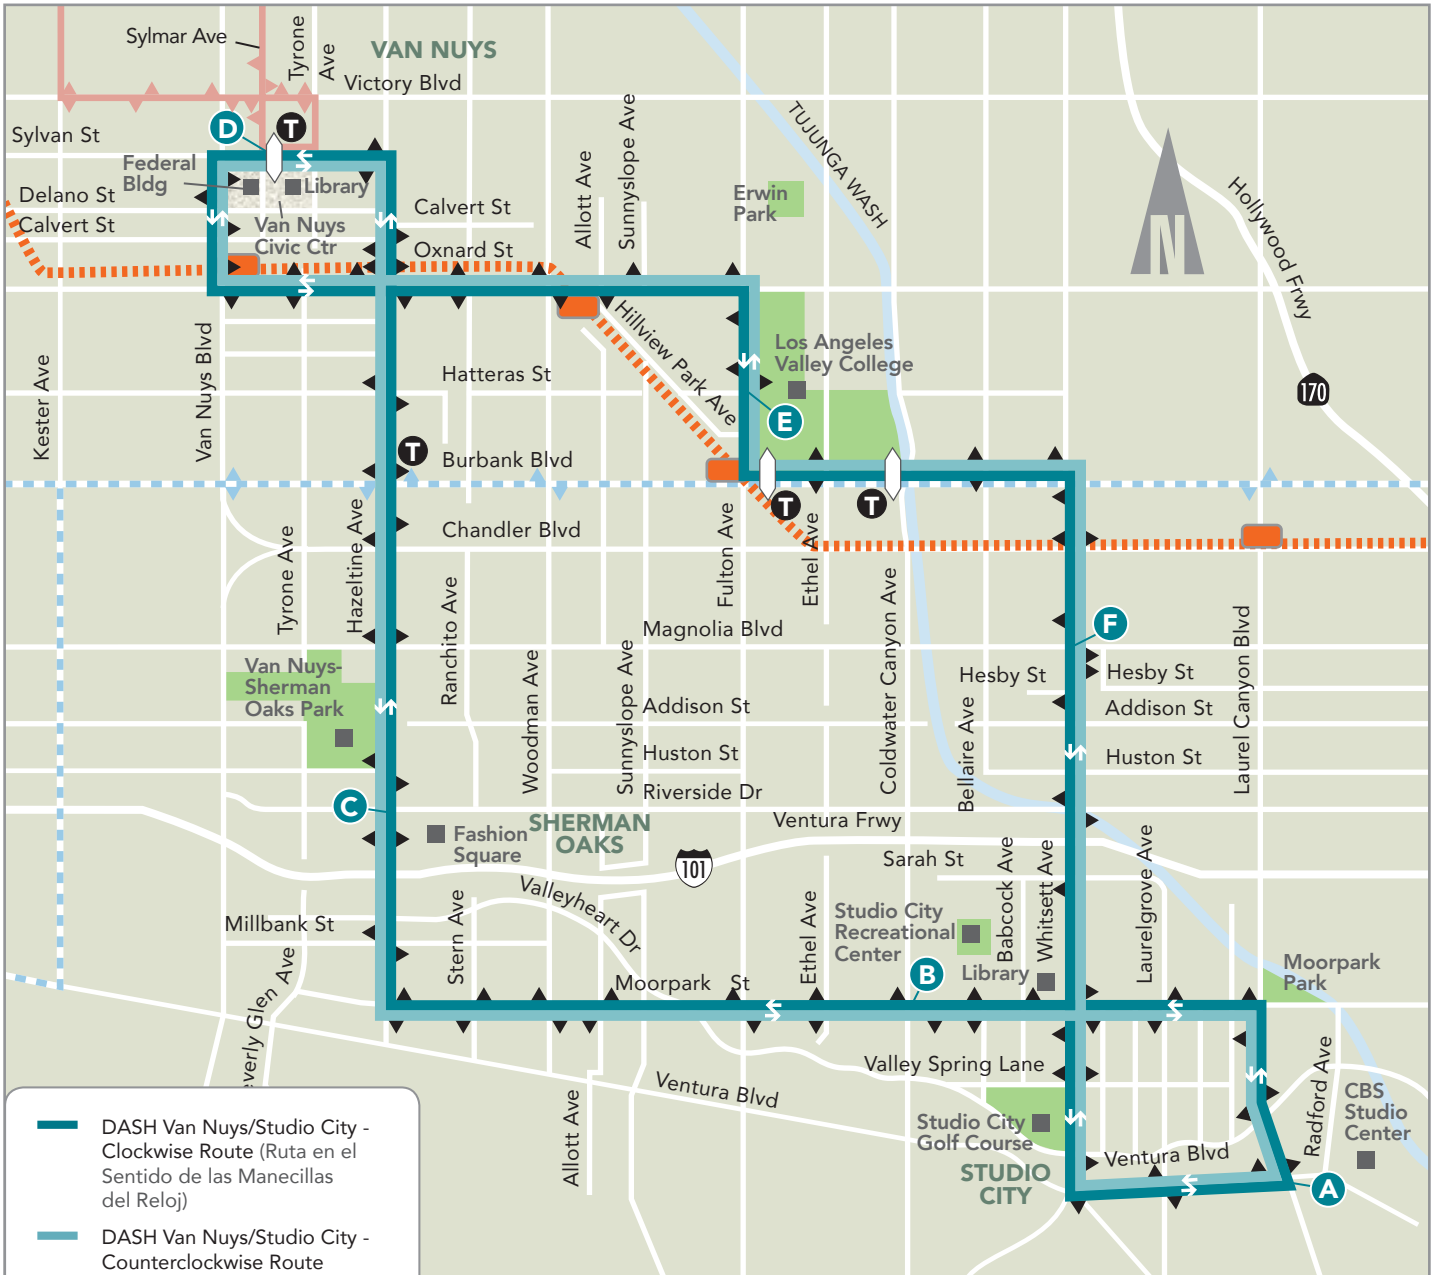 Sylmar Ave
Tyrone
Ave
VAN NUYS
Victory Blvd
D
T
Sylvan St
Federal
Bldg
Library
Delano St
Calvert St
Van Nuys
Civic Ctr
Calvert St
Oxnard St
Allott Ave
Sunnyslope Ave
Erwin
Park
TUJUNGA WASH
N
Hollywood Frwy
170
Kester Ave
Van Nuys Blvd
Hatteras St
Hillview Park Ave
Los Angeles
Valley College
E
T
Burbank Blvd
T
T
Chandler Blvd
Tyrone Ave
Hazeltine Ave
Fulton Ave
Ethel Ave
Ranchito Ave
Woodman Ave
Sunnyslope Ave
Magnolia Blvd
Coldwater Canyon Ave
F
Laurel Canyon Blvd
Van Nuys-
Sherman
Oaks Park
Hesby St
Hesby St
Addison St
Addison St
Bellaire Ave
Huston St
Huston St
Riverside Dr
C
Fashion
Square
SHERMAN
OAKS
Ventura Frwy
101
Sarah St
Babcock Ave
Whitsett Ave
Laurelgrove Ave
Valleyheart Dr
Millbank St
Stern Ave
Ethel Ave
Studio City
Recreational
Center
Library
B
Moorpark St
Moorpark
Park
everly Glen Ave
Valley Spring Lane
Ventura Blvd
Allott Ave
Radford Ave
CBS
Studio
Center
Studio City
Golf Course
STUDIO
CITY
Ventura Blvd
A
DASH Van Nuys/Studio City -
Clockwise Route (Ruta en el
Sentido de las Manecillas
del Reloj)
DASH Van Nuys/Studio City -
Counterclockwise Route